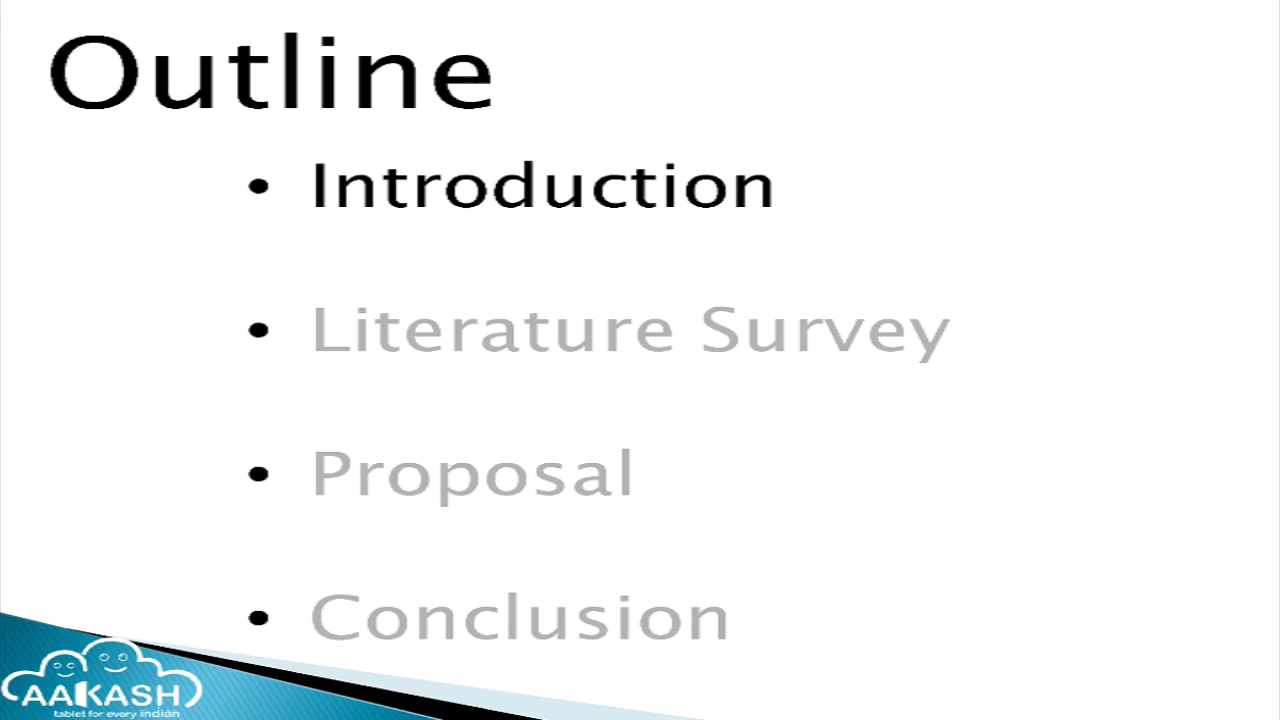 Outline
• Introduction
• Literature Survey
• Proposal
• Conclusion
AAKASH
tablet for every indian